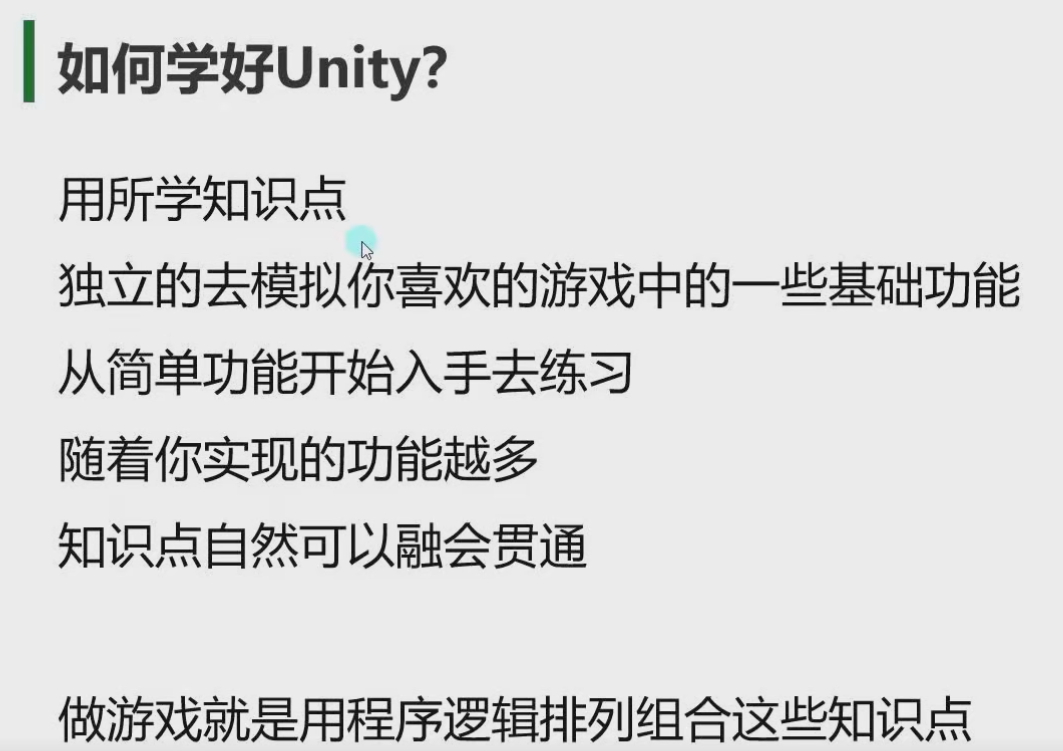 如何学好Unity?
用所学知识点
独立的去模拟你喜欢的游戏中的一些基础功能
从简单功能开始入手去练习
随着你实现的功能越多
知识点自然可以融会贯通
做游戏就是用程序逻辑排列组合这些知识点